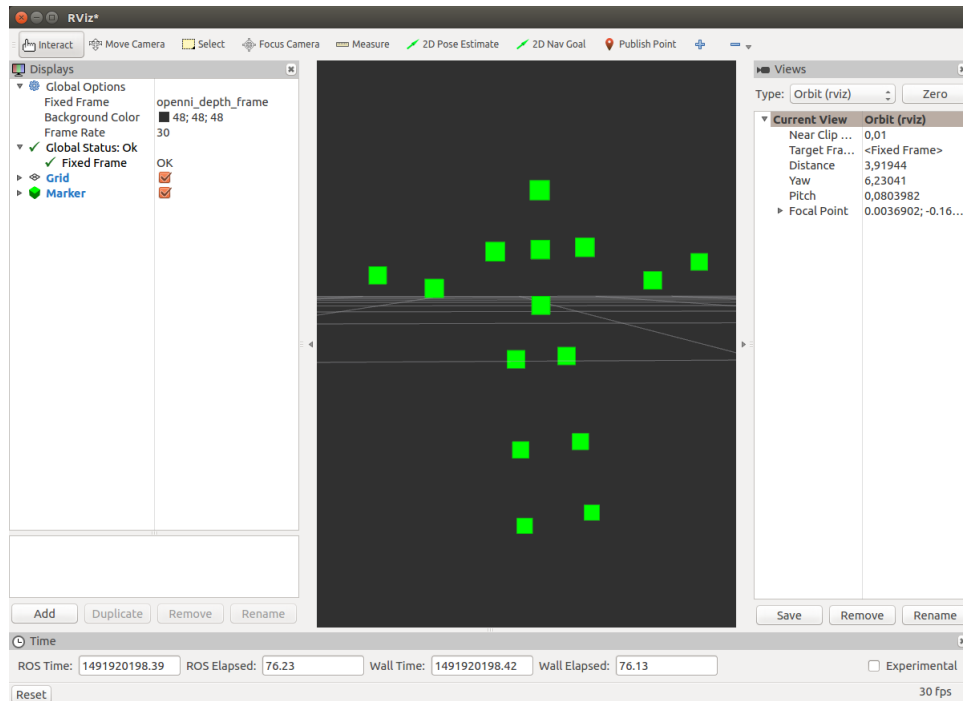 RViz*
Interact Move Camera Select Focus Camera Measure 2D Pose Estimate 2D Nav Goal Publish Point
Displays
Global Options
Fixed Frame openni_depth_frame
Background Color 48; 48; 48
Frame Rate 30
Global Status: Ok
Fixed Frame OK
Grid
Marker
Add Duplicate Remove Rename
Views
Type: Orbit (rviz) Zero
Current View Orbit (rviz)
Near Clip ... 0,01
Target Fra... <Fixed Frame>
Distance 3,91944
Yaw 6,23041
Pitch 0,0803982
Focal Point 0.0036902; -0.16...
Save Remove Rename
Time
ROS Time: 1491920198.39 ROS Elapsed: 76.23 Wall Time: 1491920198.42 Wall Elapsed: 76.13 Experimental
Reset 30 fps